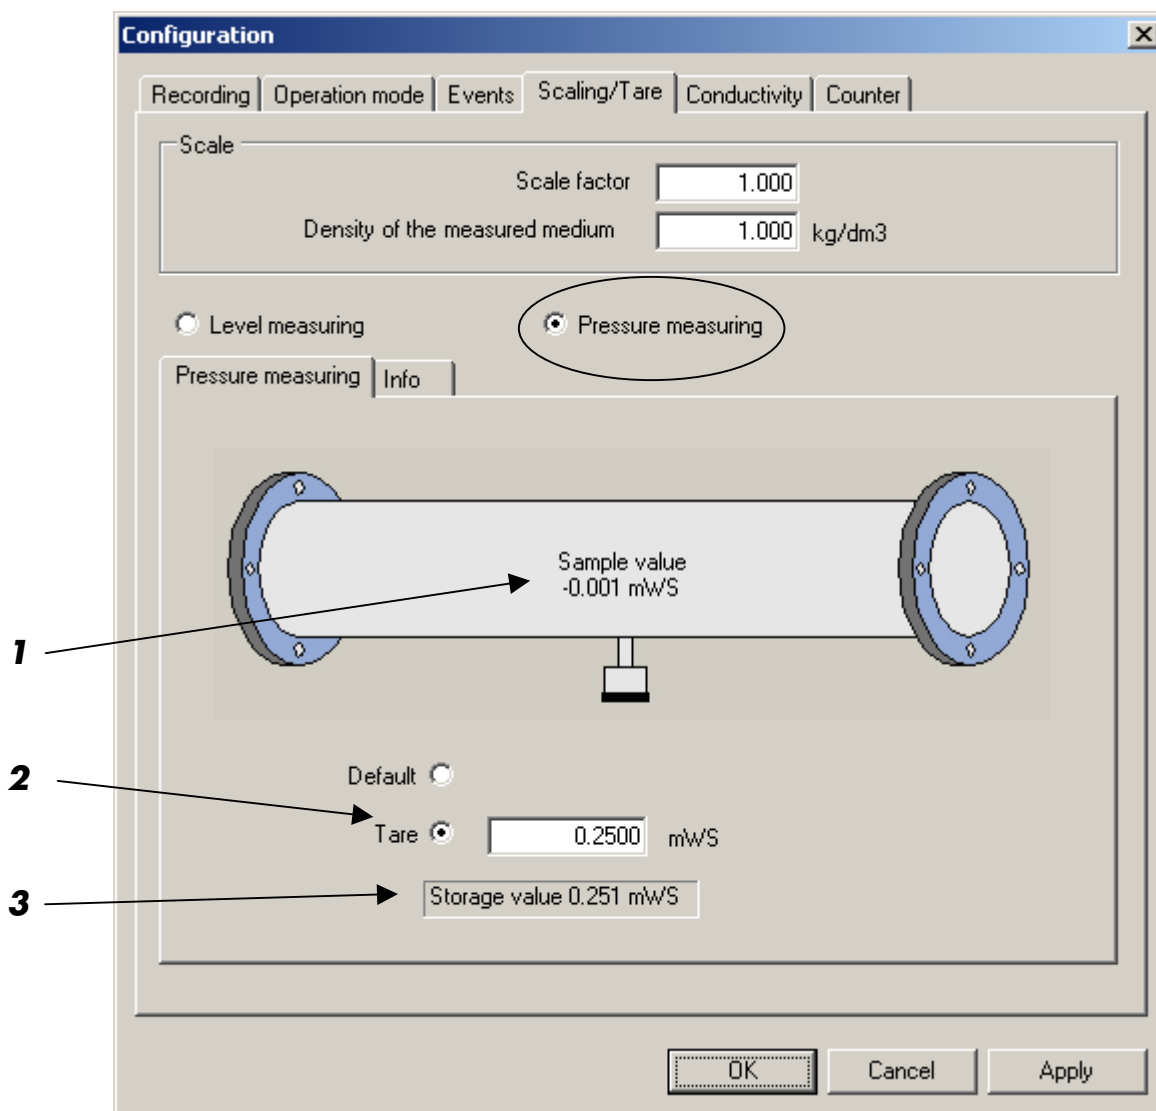 Configuration
Recording Operation mode Events Scaling/Tare Conductivity Counter
Scale
Scale factor 1.000
Density of the measured medium 1.000 kg/dm3
Level measuring Pressure measuring
Pressure measuring Info
Sample value
-0.001 mWS
1
2
Default
Tare 0.2500 mWS
3
Storage value 0.251 mWS
OK Cancel Apply